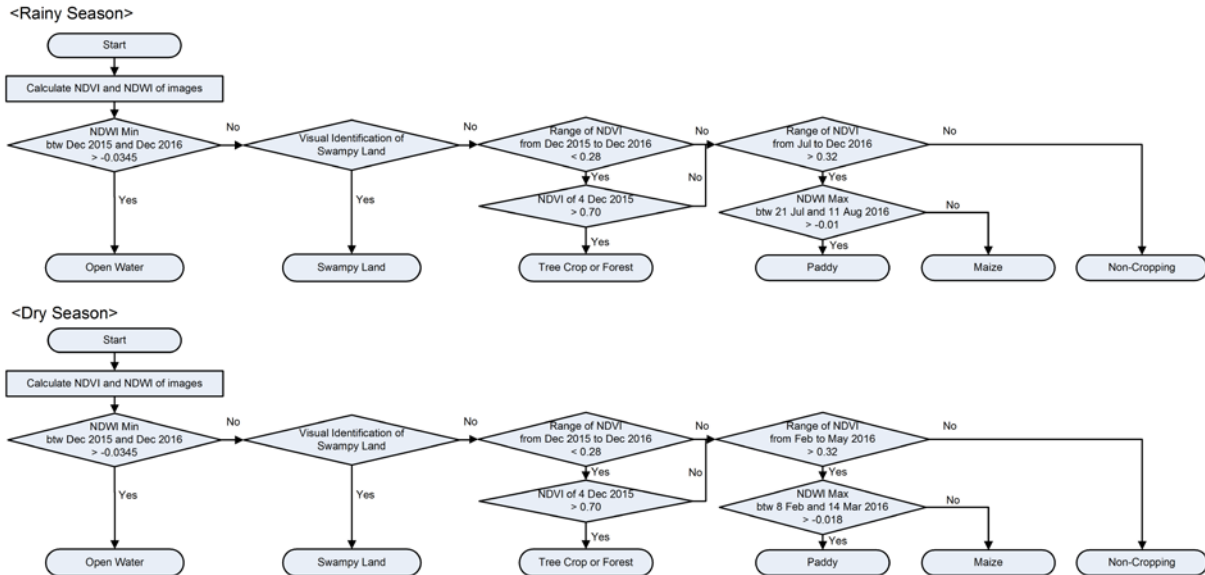 <Rainy Season>
Start
Calculate NDVI and NDWI of images
NDWI Min
btw Dec 2015 and Dec 2016
> -0.0345
No
Visual Identification of
Swampy Land
No
Range of NDVI
from Dec 2015 to Dec 2016
< 0.28
No
Range of NDVI
from Jul to Dec 2016
> 0.32
No
Yes
Yes
Yes
NDVI of 4 Dec 2015
> 0.70
No
Yes
NDWI Max
btw 21 Jul and 11 Aug 2016
> -0.01
No
Yes
Yes
Open Water
Swampy Land
Tree Crop or Forest
Paddy
Maize
Non-Cropping
<Dry Season>
Start
Calculate NDVI and NDWI of images
NDWI Min
btw Dec 2015 and Dec 2016
> -0.0345
No
Visual Identification of
Swampy Land
No
Range of NDVI
from Dec 2015 to Dec 2016
< 0.28
No
Range of NDVI
from Feb to May 2016
> 0.32
No
Yes
Yes
Yes
NDVI of 4 Dec 2015
> 0.70
No
Yes
NDWI Max
btw 8 Feb and 14 Mar 2016
> -0.018
No
Yes
Yes
Open Water
Swampy Land
Tree Crop or Forest
Paddy
Maize
Non-Cropping